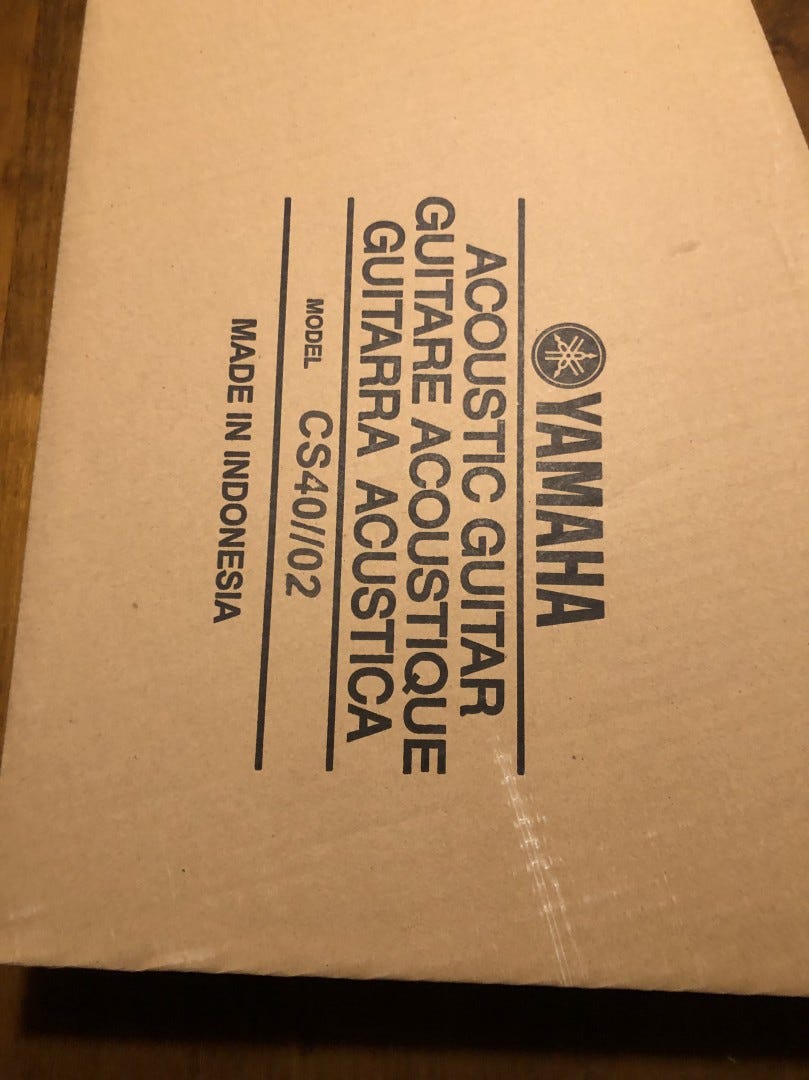 YAMAHA
ACOUSTIC GUITAR
GUITARE ACOUSTIQUE
GUITARRA ACUSTICA
MODEL CS40//02
MADE IN INDONESIA